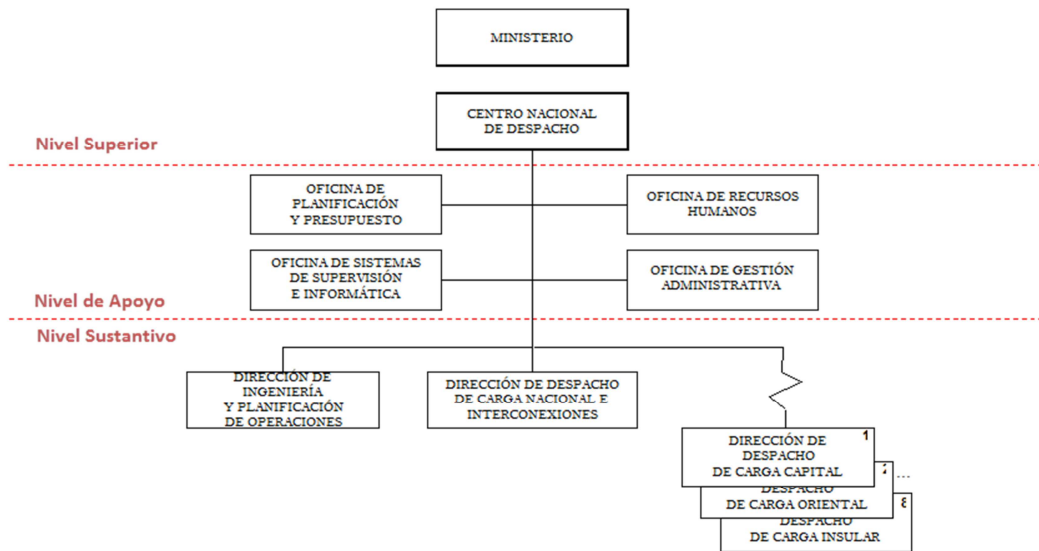 MINISTERIO
CENTRO NACIONAL
DE DESPACHO
Nivel Superior
OFICINA DE
PLANIFICACIÓN
Y PRESUPUESTO
OFICINA DE RECURSOS
HUMANOS
OFICINA DE SISTEMAS
DE SUPERVISIÓN
E INFORMÁTICA
OFICINA DE GESTIÓN
ADMINISTRATIVA
Nivel de Apoyo
Nivel Sustantivo
DIRECCIÓN DE
INGENIERÍA
Y PLANIFICACIÓN
DE OPERACIONES
DIRECCIÓN DE DESPACHO
DE CARGA NACIONAL E
INTERCONEXIONES
1
DIRECCIÓN DE
DESPACHO
DE CARGA CAPITAL
...
DESPACHO
DE CARGA ORIENTAL
8
DESPACHO
DE CARGA INSULAR